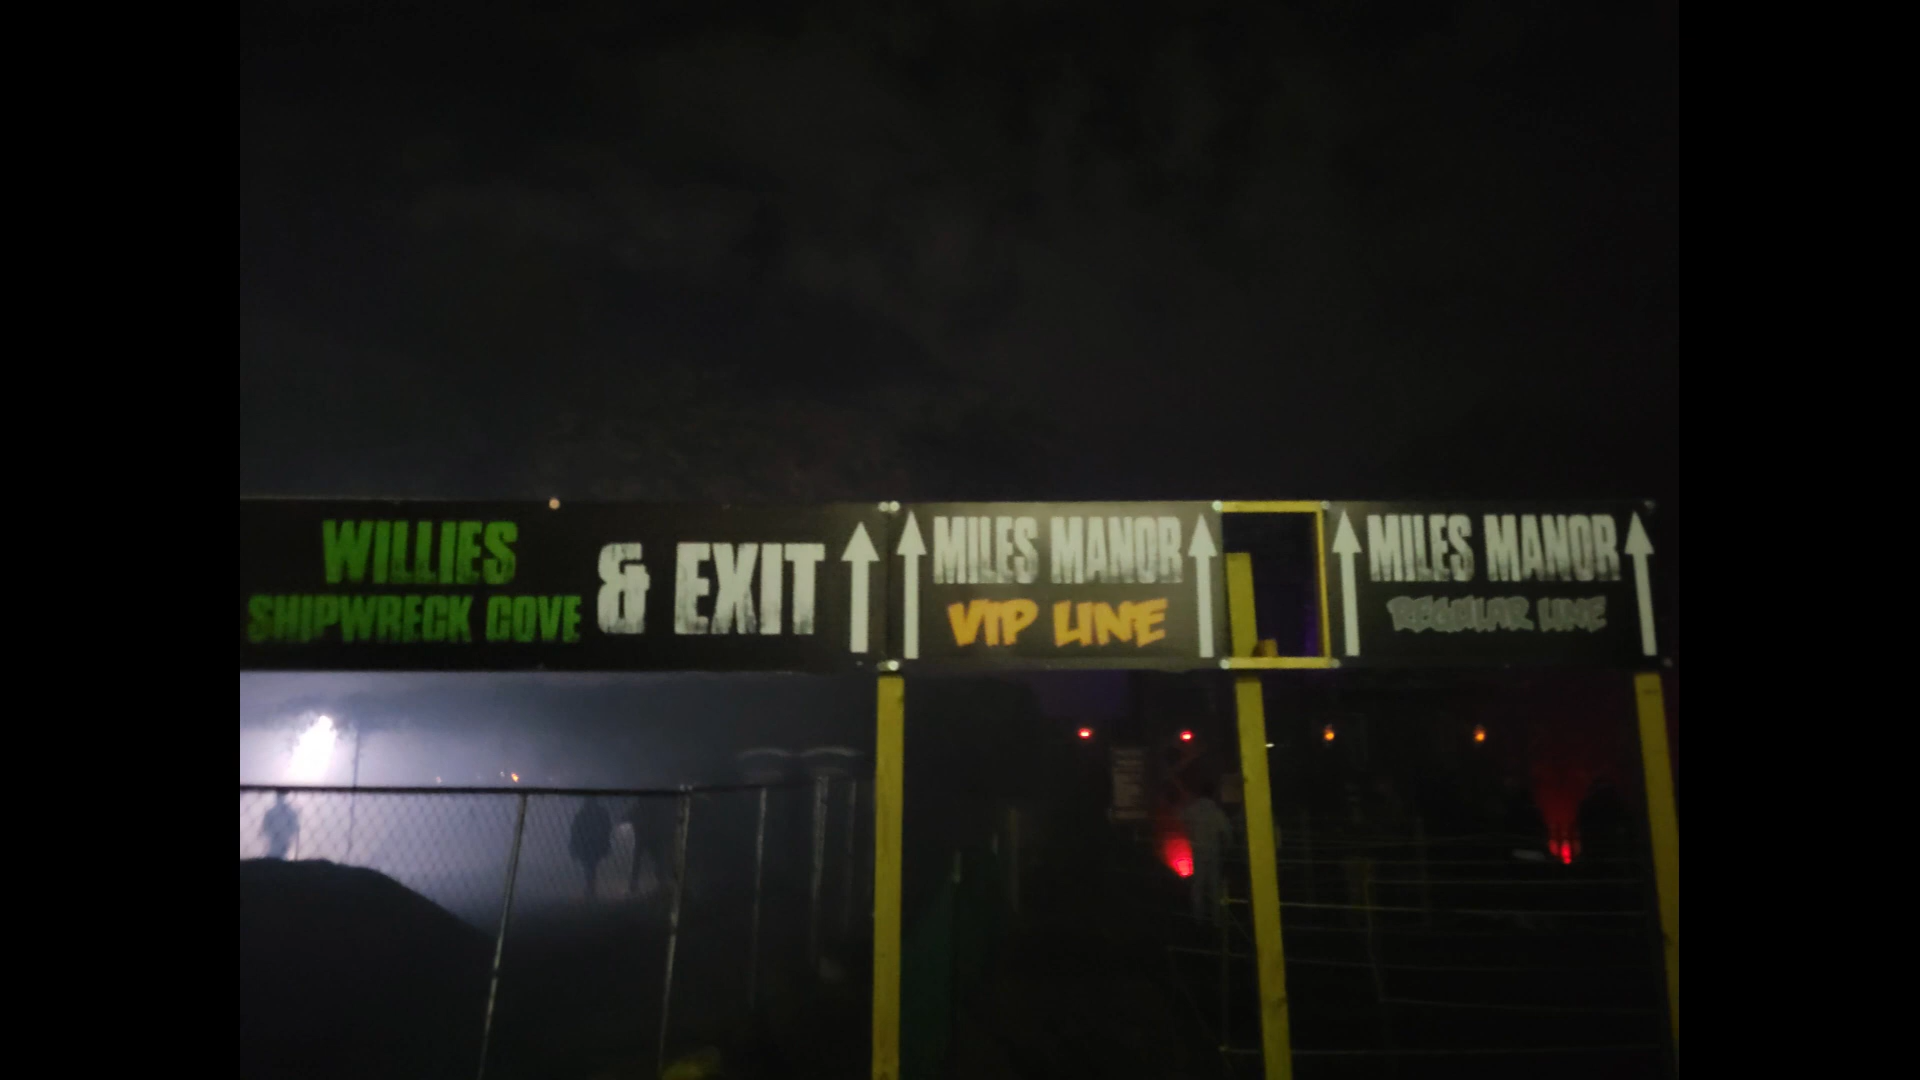 WILLIES
SHIPWRECK COVE
& EXIT
MILES MANOR
VIP LINE
MILES MANOR
REGULAR LINE